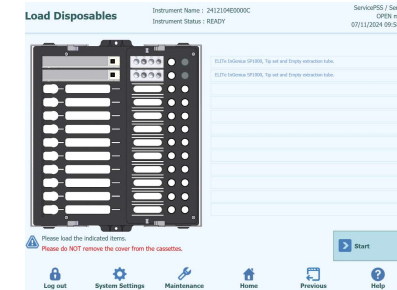 Load Disposables
Instrument Name : 2412104E0000C
Instrument Status : READY
ServicePSS / Ser
OPEN m
07/11/2024 09:5
ELITe InGenius SP1000, Tip set and Empty extraction tube.
ELITe InGenius SP1000, Tip set and Empty extraction tube.
Please load the indicated items.
Please do NOT remove the cover from the cassettes.
Start
Log out
System Settings
Maintenance
Home
Previous
Help